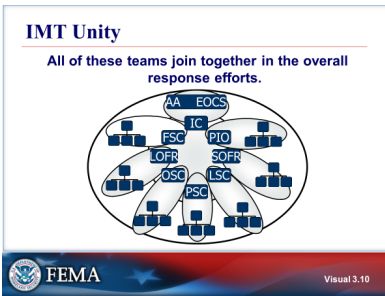 IMT Unity
All of these teams join together in the overall
response efforts.
AA EOCS
IC
FSC PIO
LOFR SOFR
OSC LSC
PSC
FEMA
Visual 3.10